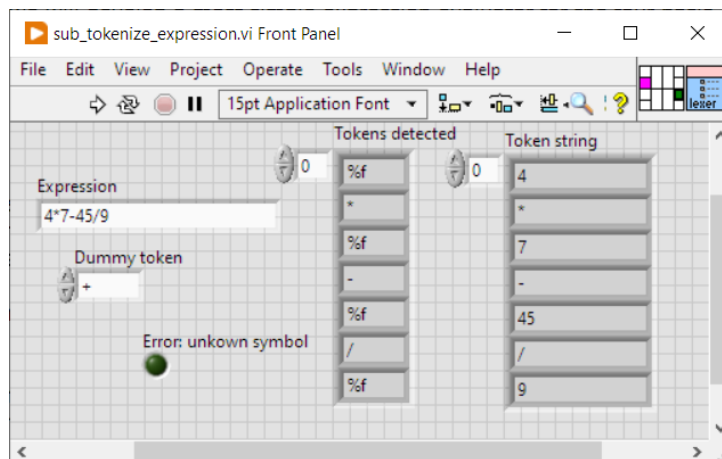 sub_tokenize_expression.vi Front Panel
File Edit View Project Operate Tools Window Help
15pt Application Font
lexer
Tokens detected
Token string
0
0
%f
4
Expression
*
*
4*7-45/9
%f
7
Dummy token
-
-
+
%f
45
Error: unkown symbol
/
/
%f
9